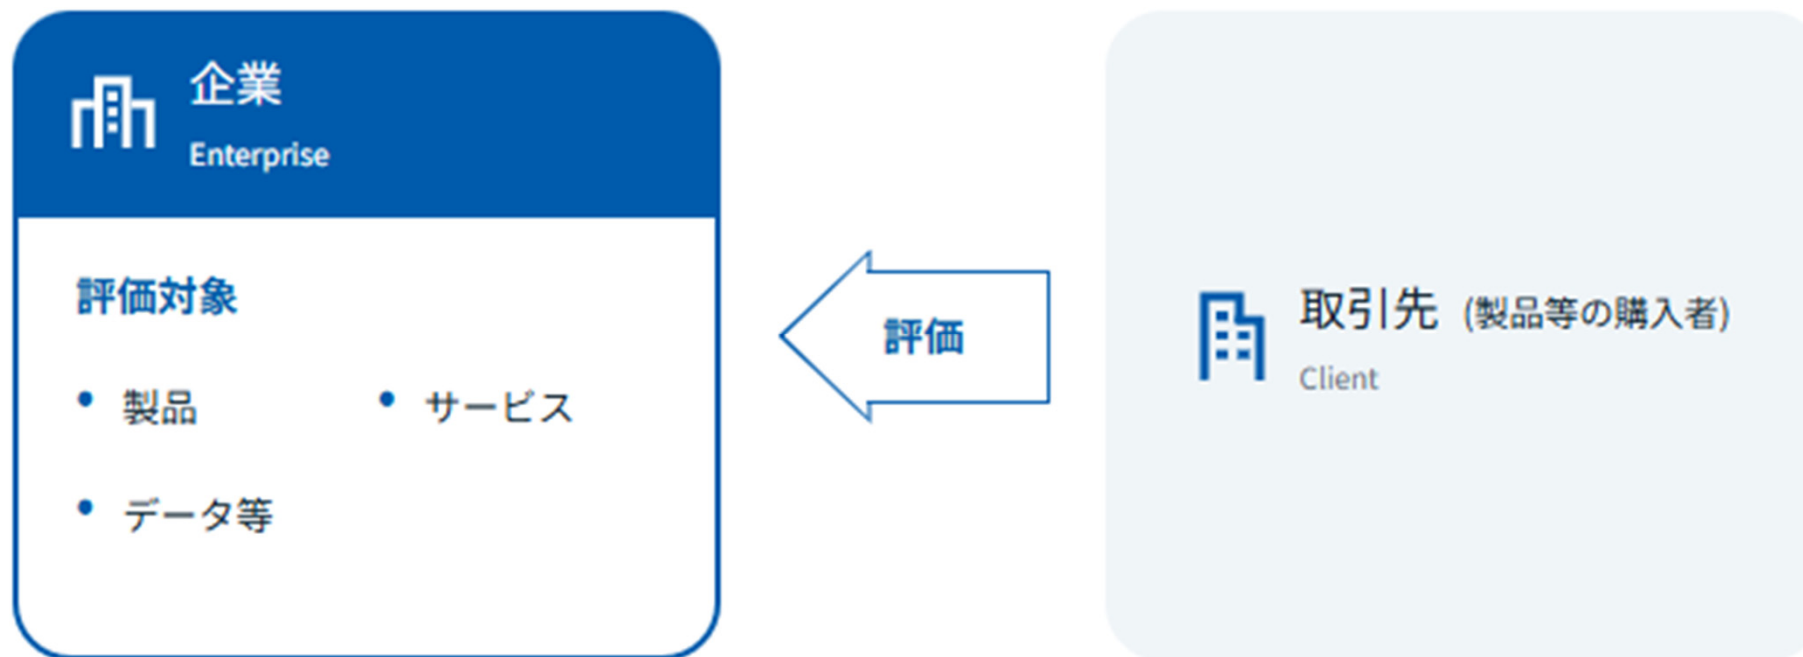 企業
Enterprise
評価対象
• 製品
• サービス
• データ等
評価
取引先 (製品等の購入者)
Client